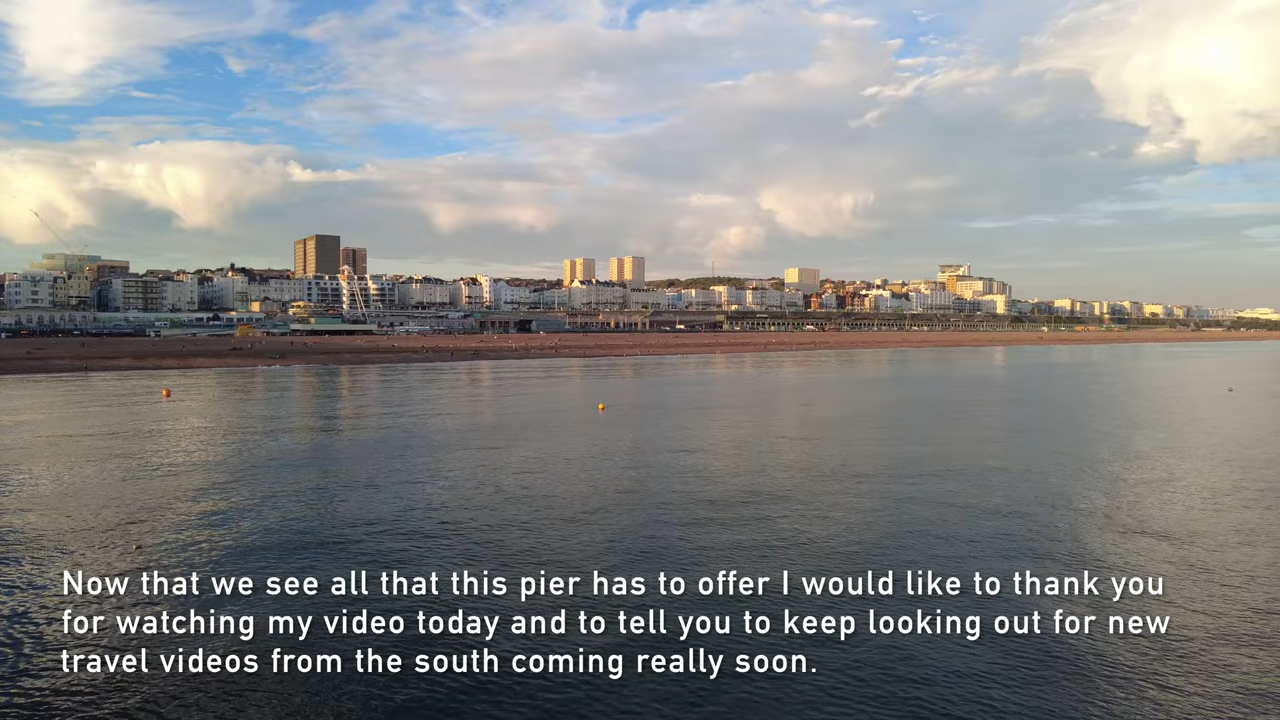 Now that we see all that this pier has to offer I would like to thank you
for watching my video today and to tell you to keep looking out for new
travel videos from the south coming really soon.